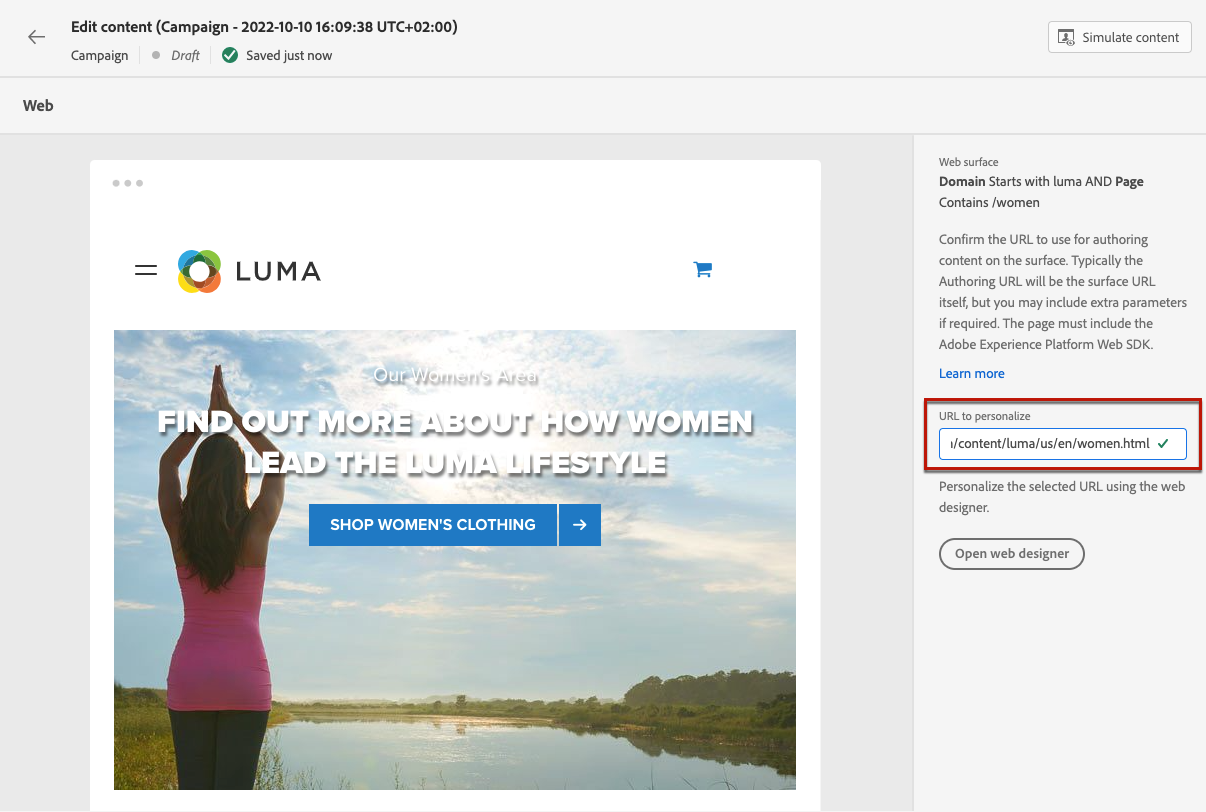 Edit content (Campaign - 2022-10-10 16:09:38 UTC+02:00)
Campaign
Draft
Saved just now
Simulate content
Web
LUMA
Our Women's Area
FIND OUT MORE ABOUT HOW WOMEN
LEAD THE LUMA LIFESTYLE
SHOP WOMEN'S CLOTHING
Web surface
Domain Starts with luma AND Page
Contains /women
Confirm the URL to use for authoring
content on the surface. Typically the
Authoring URL will be the surface URL
itself, but you may include extra parameters
if required. The page must include the
Adobe Experience Platform Web SDK.
Learn more
URL to personalize
/content/luma/us/en/women.html
Personalize the selected URL using the web
designer.
Open web designer